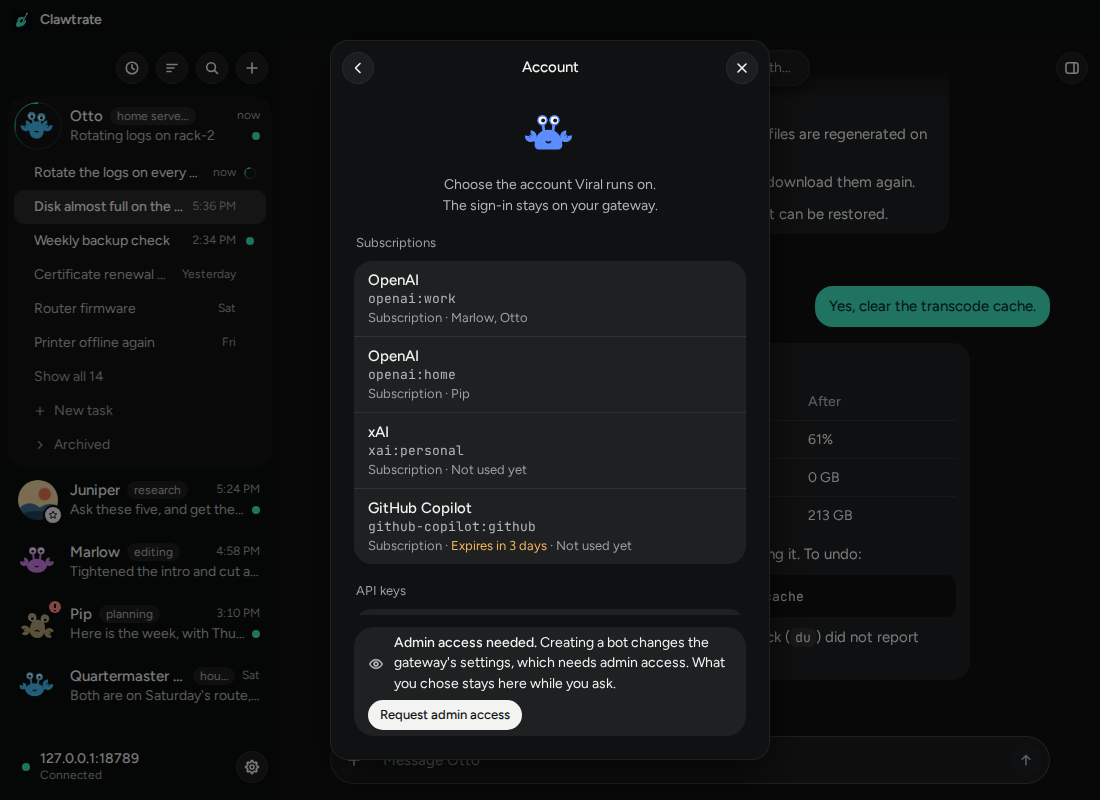 Clawtrate
Otto home serve... now
Rotating logs on rack-2
Rotate the logs on every ... now
Disk almost full on the ... 5:36 PM
Weekly backup check 2:34 PM
Certificate renewal ... Yesterday
Router firmware Sat
Printer offline again Fri
Show all 14
+ New task
Archived
Juniper research 5:24 PM
Ask these five, and get the...
Marlow editing 4:58 PM
Tightened the intro and cut a...
Pip planning 3:10 PM
Here is the week, with Thu...
Quartermaster ... hou... Sat
Both are on Saturday's route,...
127.0.0.1:18789
Connected
Account
Choose the account Viral runs on.
The sign-in stays on your gateway.
Subscriptions
OpenAI
openai:work
Subscription · Marlow, Otto
OpenAI
openai:home
Subscription · Pip
xAI
xai:personal
Subscription · Not used yet
GitHub Copilot
github-copilot:github
Subscription · Expires in 3 days · Not used yet
API keys
Admin access needed. Creating a bot changes the
gateway's settings, which needs admin access. What
you chose stays here while you ask.
Request admin access
th...
files are regenerated on
download them again.
t can be restored.
Yes, clear the transcode cache.
After
61%
0 GB
213 GB
ng it. To undo:
cache
ck ( du ) did not report
Message Otto